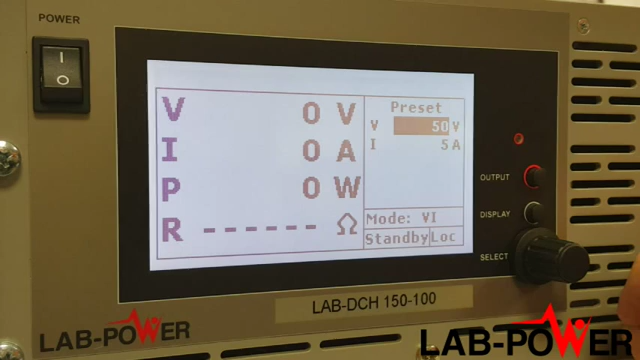 POWER
I
O
V 0 V
I 0 A
P 0 W
R ------ Ω
Preset
V 50 V
I 5 A
Mode: VI
Standby Loc
OUTPUT
DISPLAY
SELECT
LAB-DCH 150-100
LAB-POWER
LAB-POWER